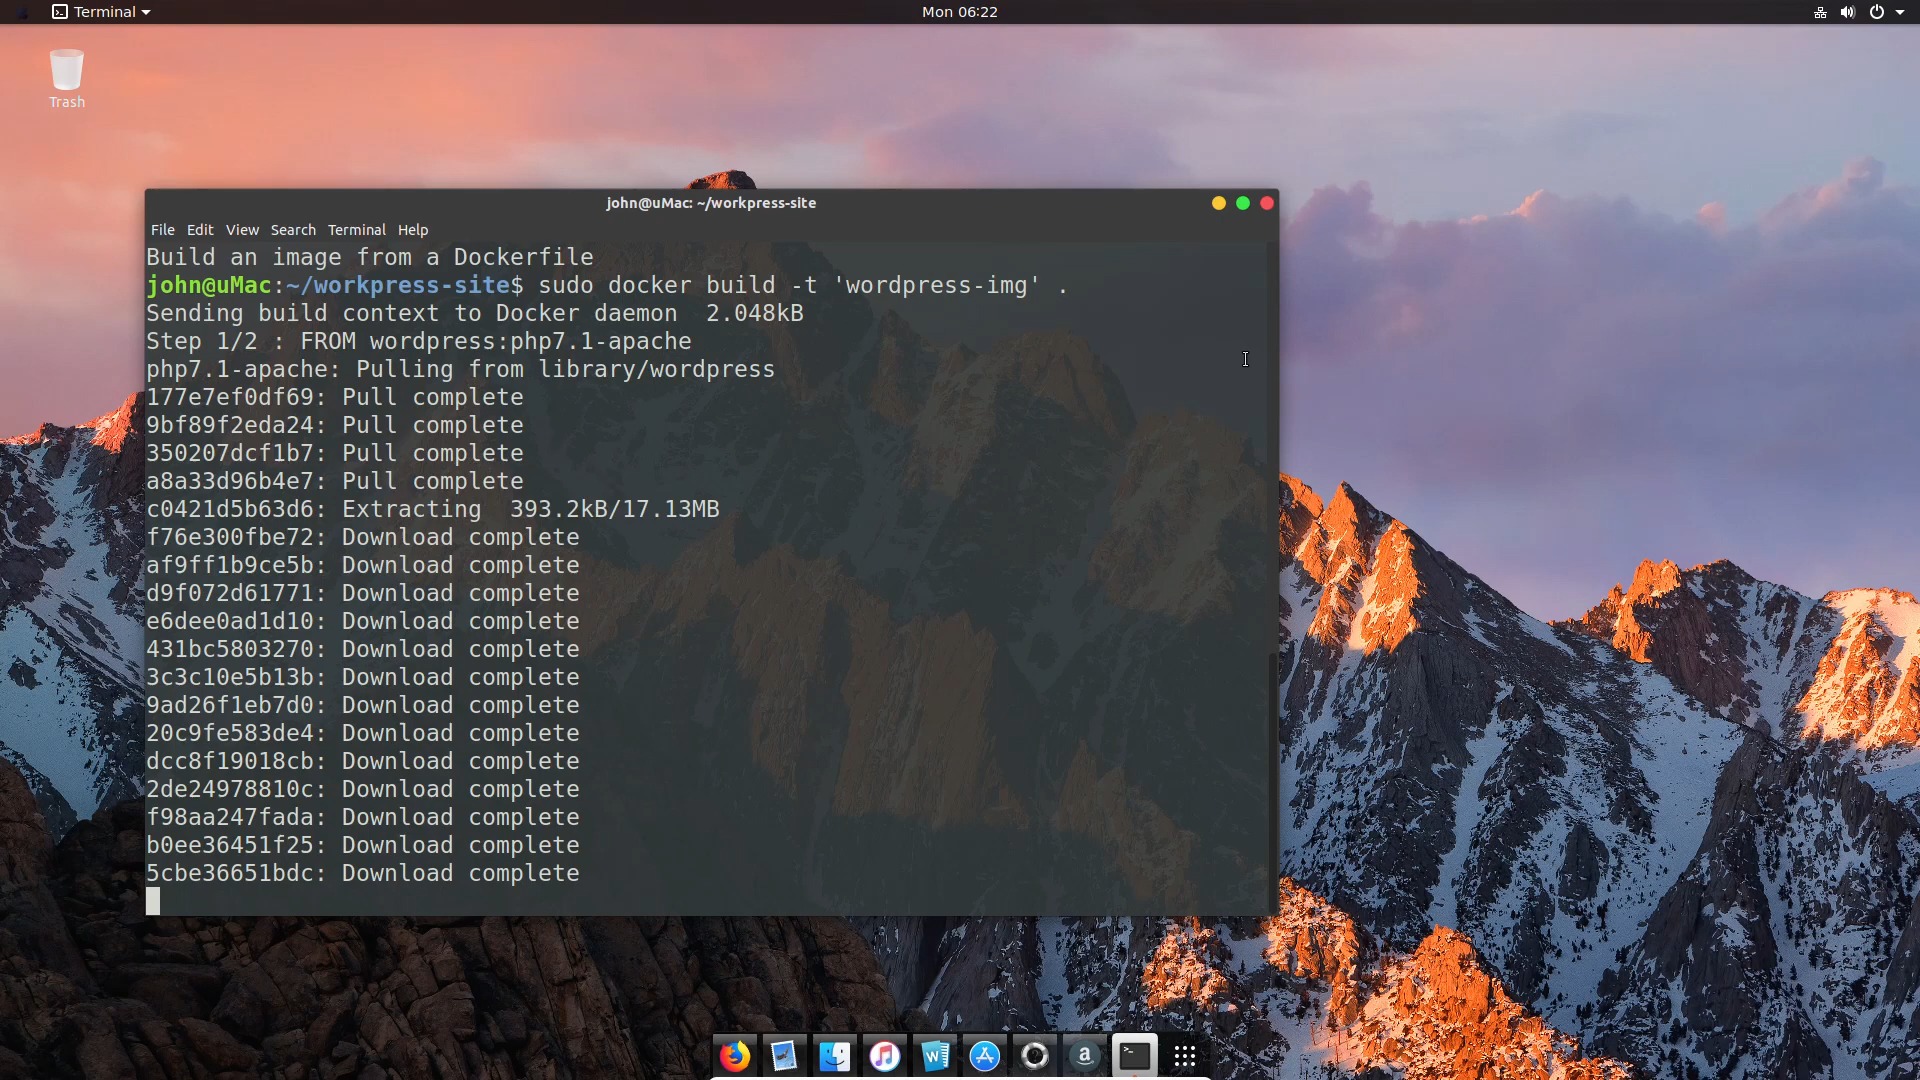 Terminal
Mon 06:22
Trash
john@uMac: ~/workpress-site
File Edit View Search Terminal Help
Build an image from a Dockerfile
john@uMac:~/workpress-site$ sudo docker build -t 'wordpress-img' .
Sending build context to Docker daemon  2.048kB
Step 1/2 : FROM wordpress:php7.1-apache
php7.1-apache: Pulling from library/wordpress
177e7ef0df69: Pull complete
9bf89f2eda24: Pull complete
350207dcf1b7: Pull complete
a8a33d96b4e7: Pull complete
c0421d5b63d6: Extracting  393.2kB/17.13MB
f76e300fbe72: Download complete
af9ff1b9ce5b: Download complete
d9f072d61771: Download complete
e6dee0ad1d10: Download complete
431bc5803270: Download complete
3c3c10e5b13b: Download complete
9ad26f1eb7d0: Download complete
20c9fe583de4: Download complete
dcc8f19018cb: Download complete
2de24978810c: Download complete
f98aa247fada: Download complete
b0ee36451f25: Download complete
5cbe36651bdc: Download complete